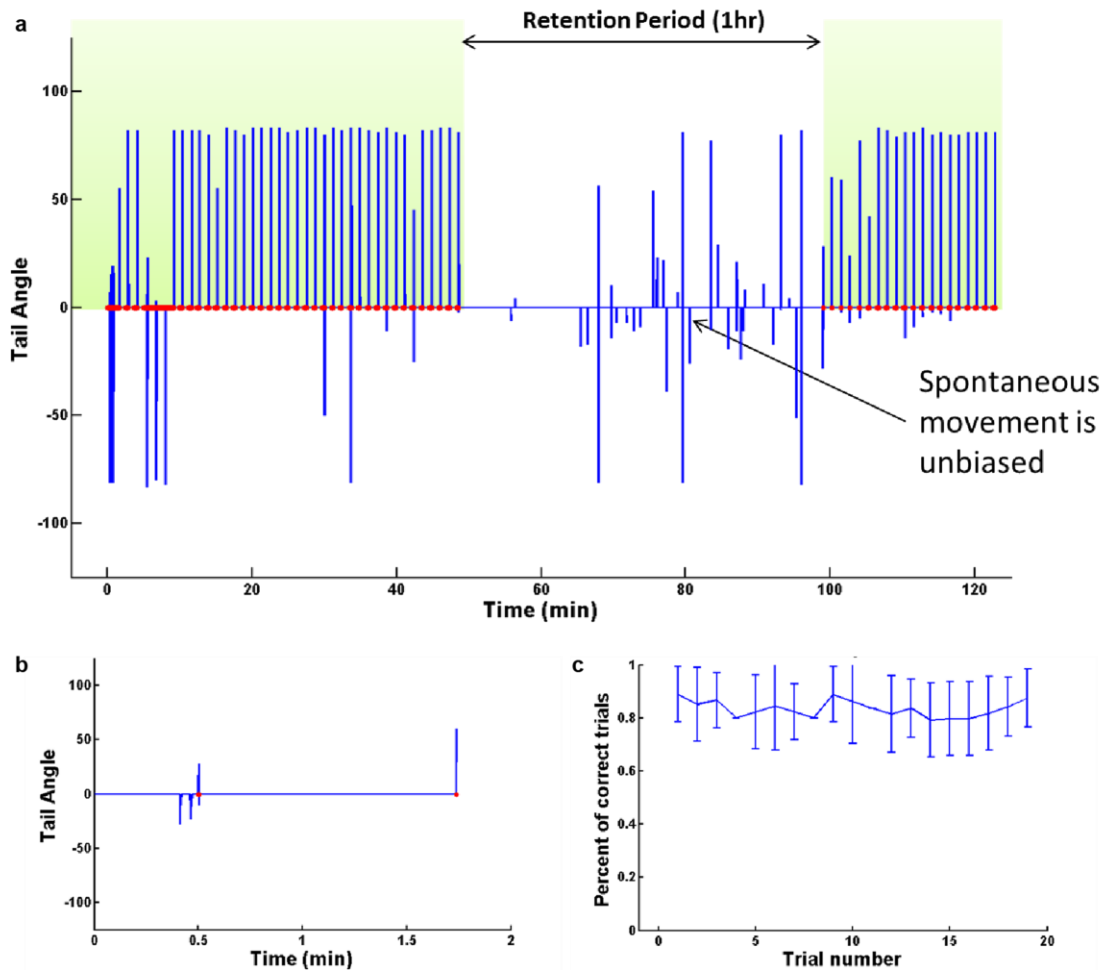 a
Retention Period (1hr)
100
50
0
-50
-100
Tail Angle
Spontaneous
movement is
unbiased
0 20 40 60 80 100 120
Time (min)
b
100
50
0
-50
-100
Tail Angle
0 0.5 1 1.5 2
Time (min)
c
1
0.8
0.6
0.4
0.2
0
Percent of correct trials
0 5 10 15 20
Trial number